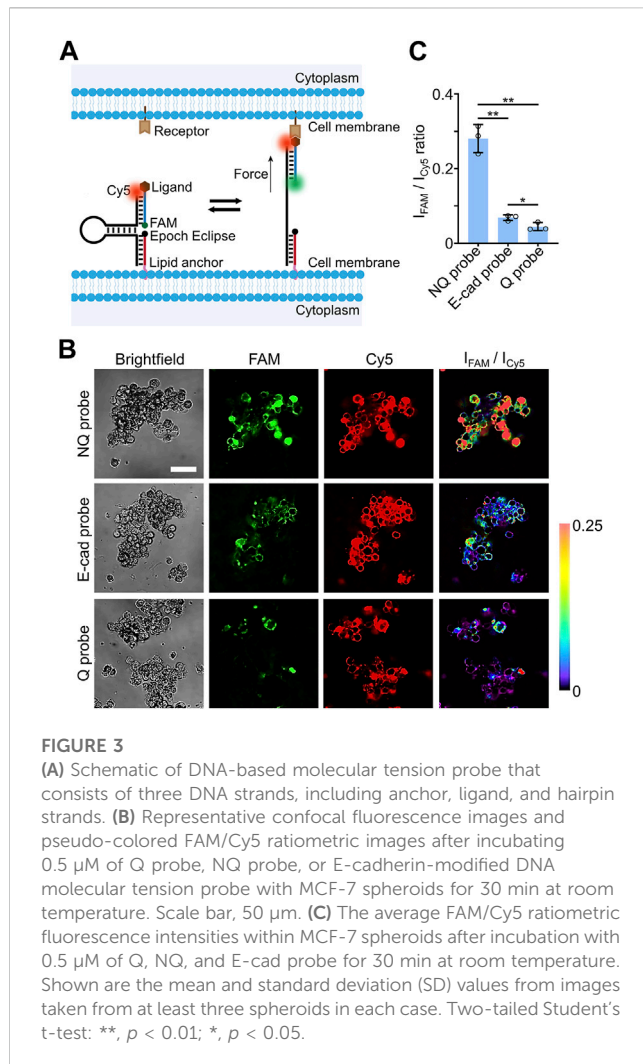 A
Cytoplasm
Receptor
Cell membrane
Force
Cy5
Ligand
FAM
Epoch Eclipse
Lipid anchor
Cell membrane
Cytoplasm
C
I_FAM / I_Cy5 ratio
0.4
0.2
0
**
**
*
NQ probe
E-cad probe
Q probe
B
Brightfield
FAM
Cy5
I_FAM / I_Cy5
NQ probe
E-cad probe
Q probe
0.25
0
FIGURE 3
(A) Schematic of DNA-based molecular tension probe that
consists of three DNA strands, including anchor, ligand, and hairpin
strands. (B) Representative confocal fluorescence images and
pseudo-colored FAM/Cy5 ratiometric images after incubating
0.5 μM of Q probe, NQ probe, or E-cadherin-modified DNA
molecular tension probe with MCF-7 spheroids for 30 min at room
temperature. Scale bar, 50 μm. (C) The average FAM/Cy5 ratiometric
fluorescence intensities within MCF-7 spheroids after incubation with
0.5 μM of Q, NQ, and E-cad probe for 30 min at room temperature.
Shown are the mean and standard deviation (SD) values from images
taken from at least three spheroids in each case. Two-tailed Student's
t-test: **, p < 0.01; *, p < 0.05.